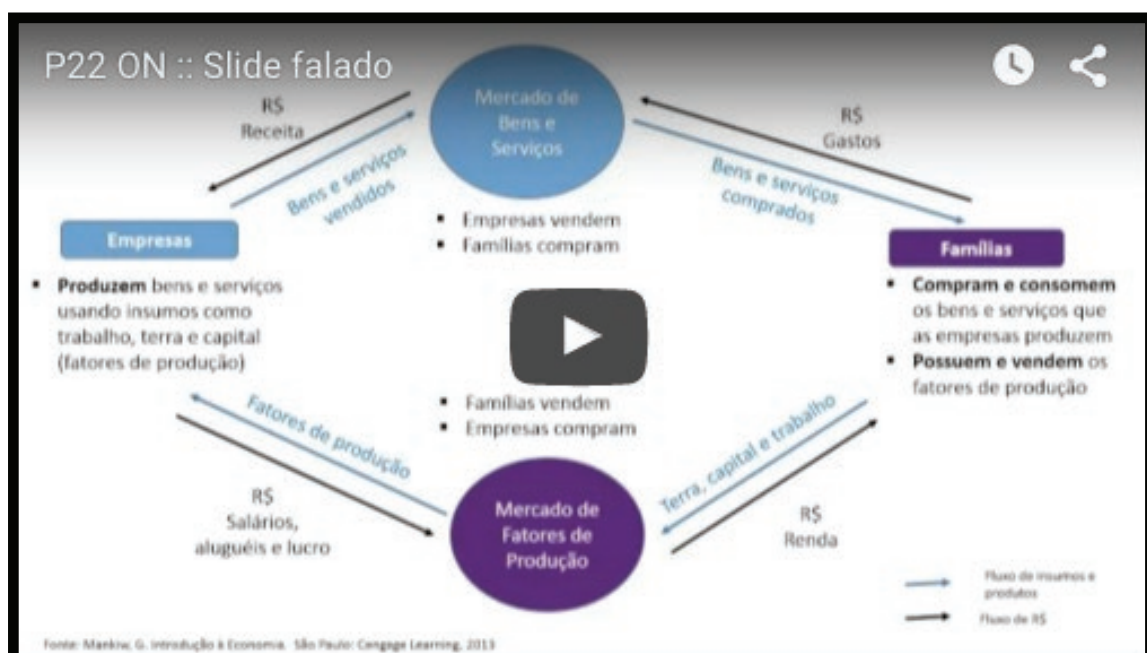 P22 ON :: Slide falado
Mercado de
Bens e
Serviços
R$
Receita
Bens e serviços
vendidos
R$
Gastos
Bens e serviços
comprados
▪ Empresas vendem
▪ Famílias compram
Empresas
▪ Produzem bens e serviços
usando insumos como
trabalho, terra e capital
(fatores de produção)
Famílias
▪ Compram e consomem
os bens e serviços que
as empresas produzem
▪ Possuem e vendem os
fatores de produção
▪ Famílias vendem
▪ Empresas compram
Fatores de produção
R$
Salários,
aluguéis e lucro
Mercado de
Fatores de
Produção
Terra, capital e trabalho
R$
Renda
Fluxo de insumos e
produtos
Fluxo de R$
Fonte: Mankiw, G. Introdução à Economia. São Paulo: Cengage Learning, 2013